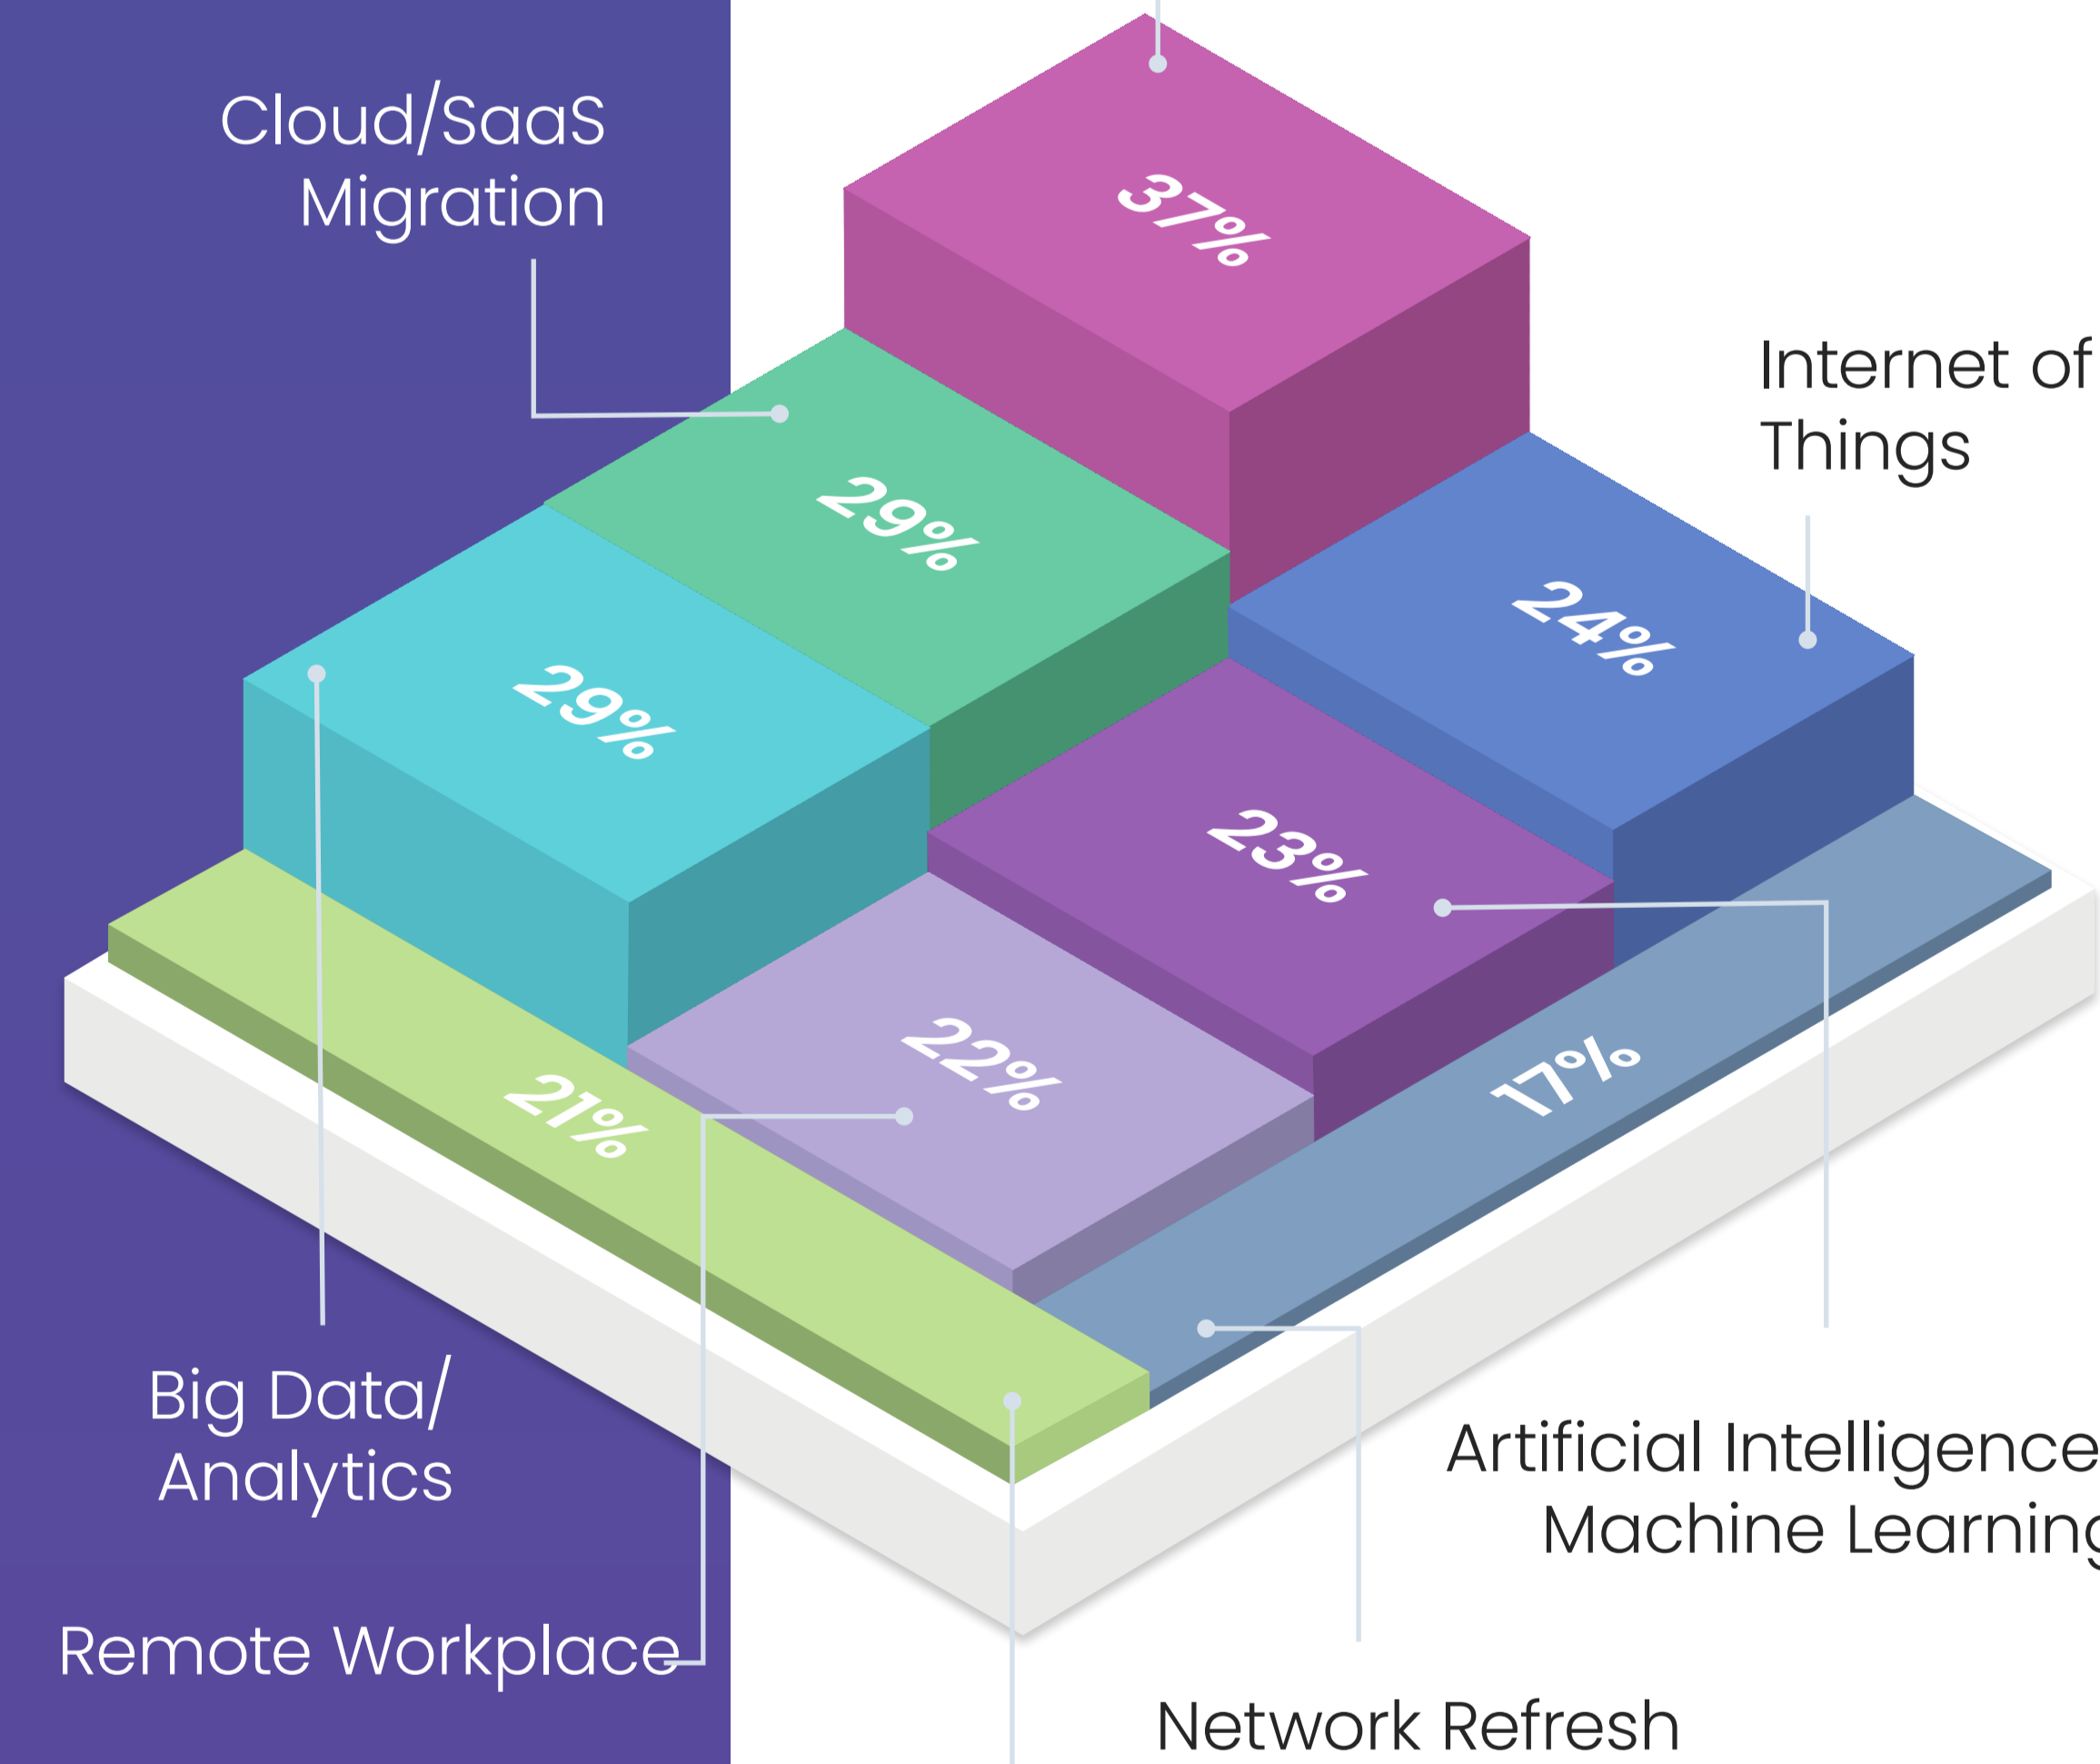 Cloud/SaaS
Migration
37%
Internet of
Things
29%
24%
29%
23%
22%
21%
17%
Big Data/
Analytics
Artificial Intelligence
Machine Learning
Remote Workplace
Network Refresh